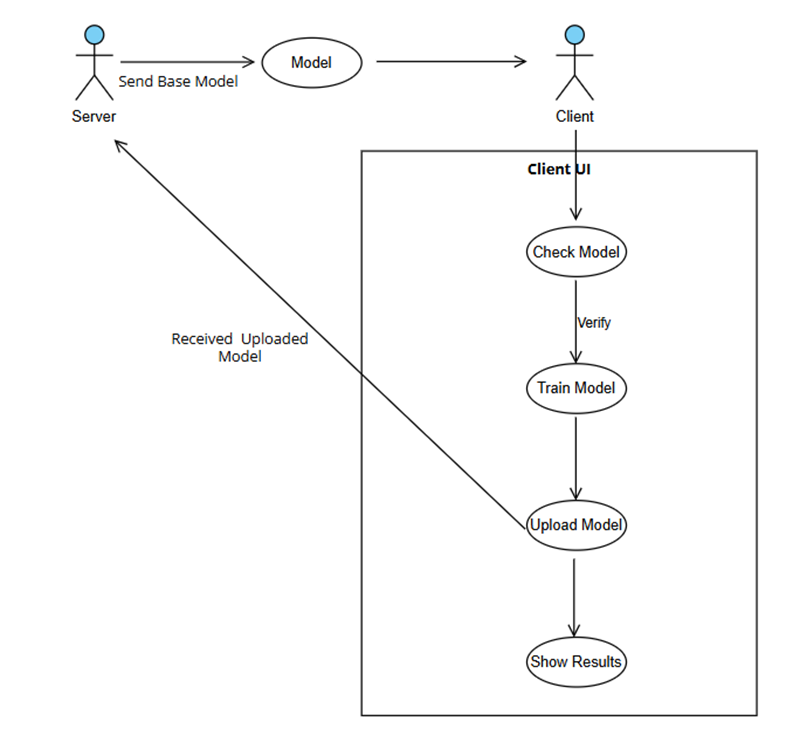 Model
Send Base Model
Server
Client
Client UI
Check Model
Verify
Received Uploaded
Model
Train Model
Upload Model
Show Results